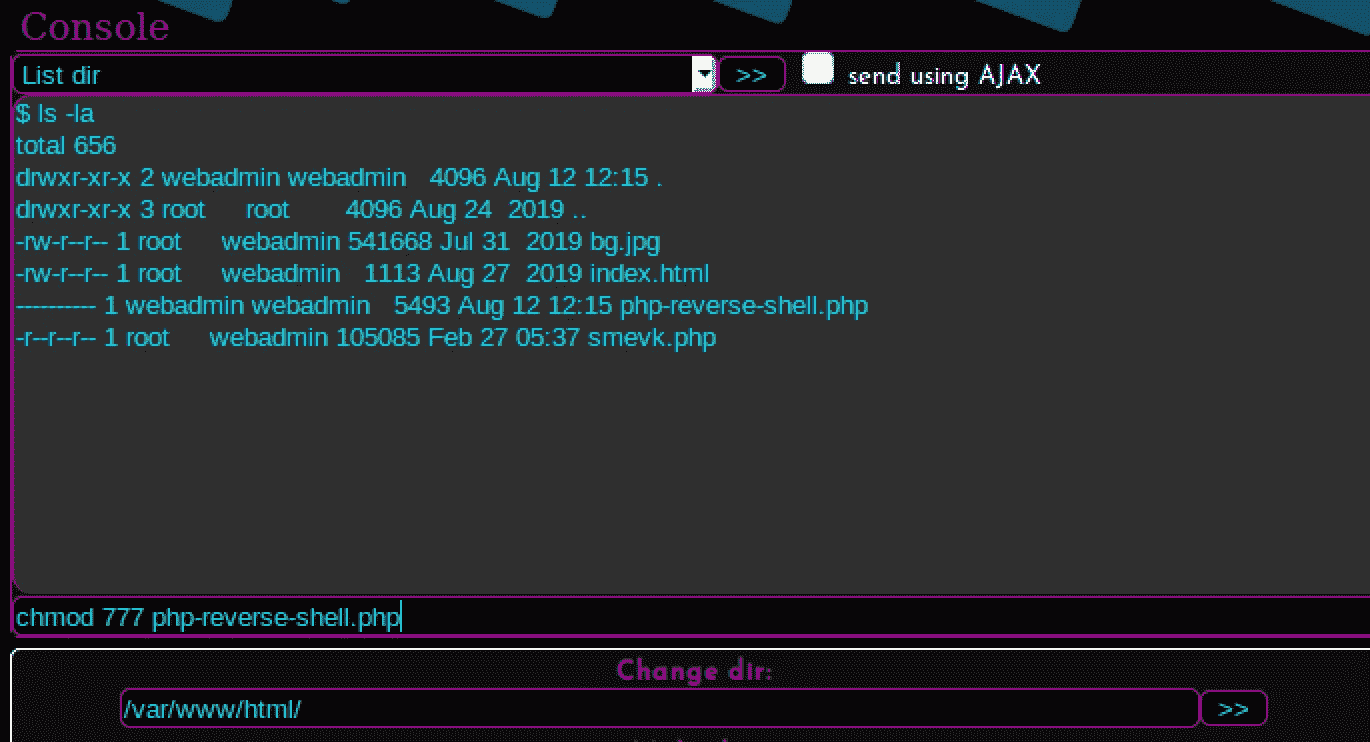 Console
List dir >> send using AJAX
$ ls -la
total 656
drwxr-xr-x 2 webadmin webadmin 4096 Aug 12 12:15 .
drwxr-xr-x 3 root root 4096 Aug 24 2019 ..
-rw-r--r-- 1 root webadmin 541668 Jul 31 2019 bg.jpg
-rw-r--r-- 1 root webadmin 1113 Aug 27 2019 index.html
---------- 1 webadmin webadmin 5493 Aug 12 12:15 php-reverse-shell.php
-r--r--r-- 1 root webadmin 105085 Feb 27 05:37 smevk.php
chmod 777 php-reverse-shell.php
Change dir:
/var/www/html/ >>